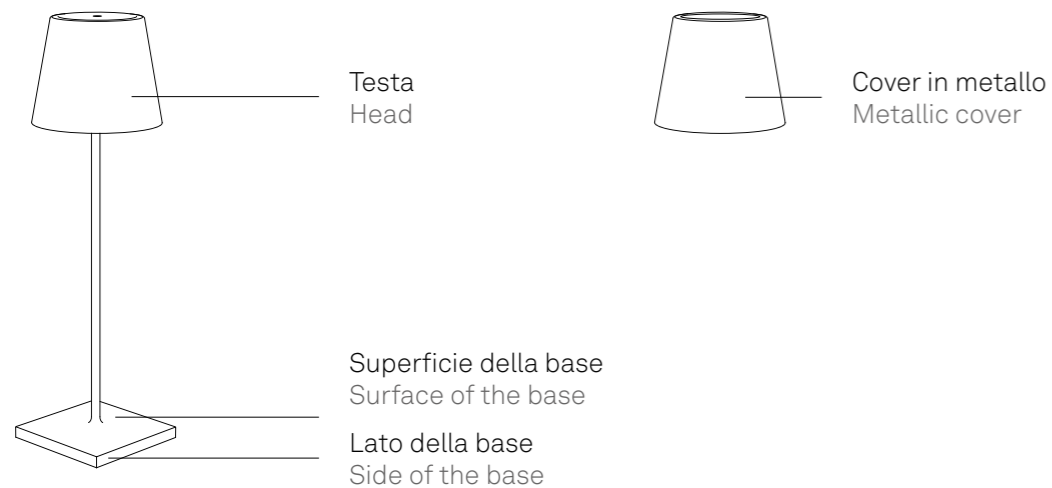 Testa
Head
Cover in metallo
Metallic cover
Superficie della base
Surface of the base
Lato della base
Side of the base